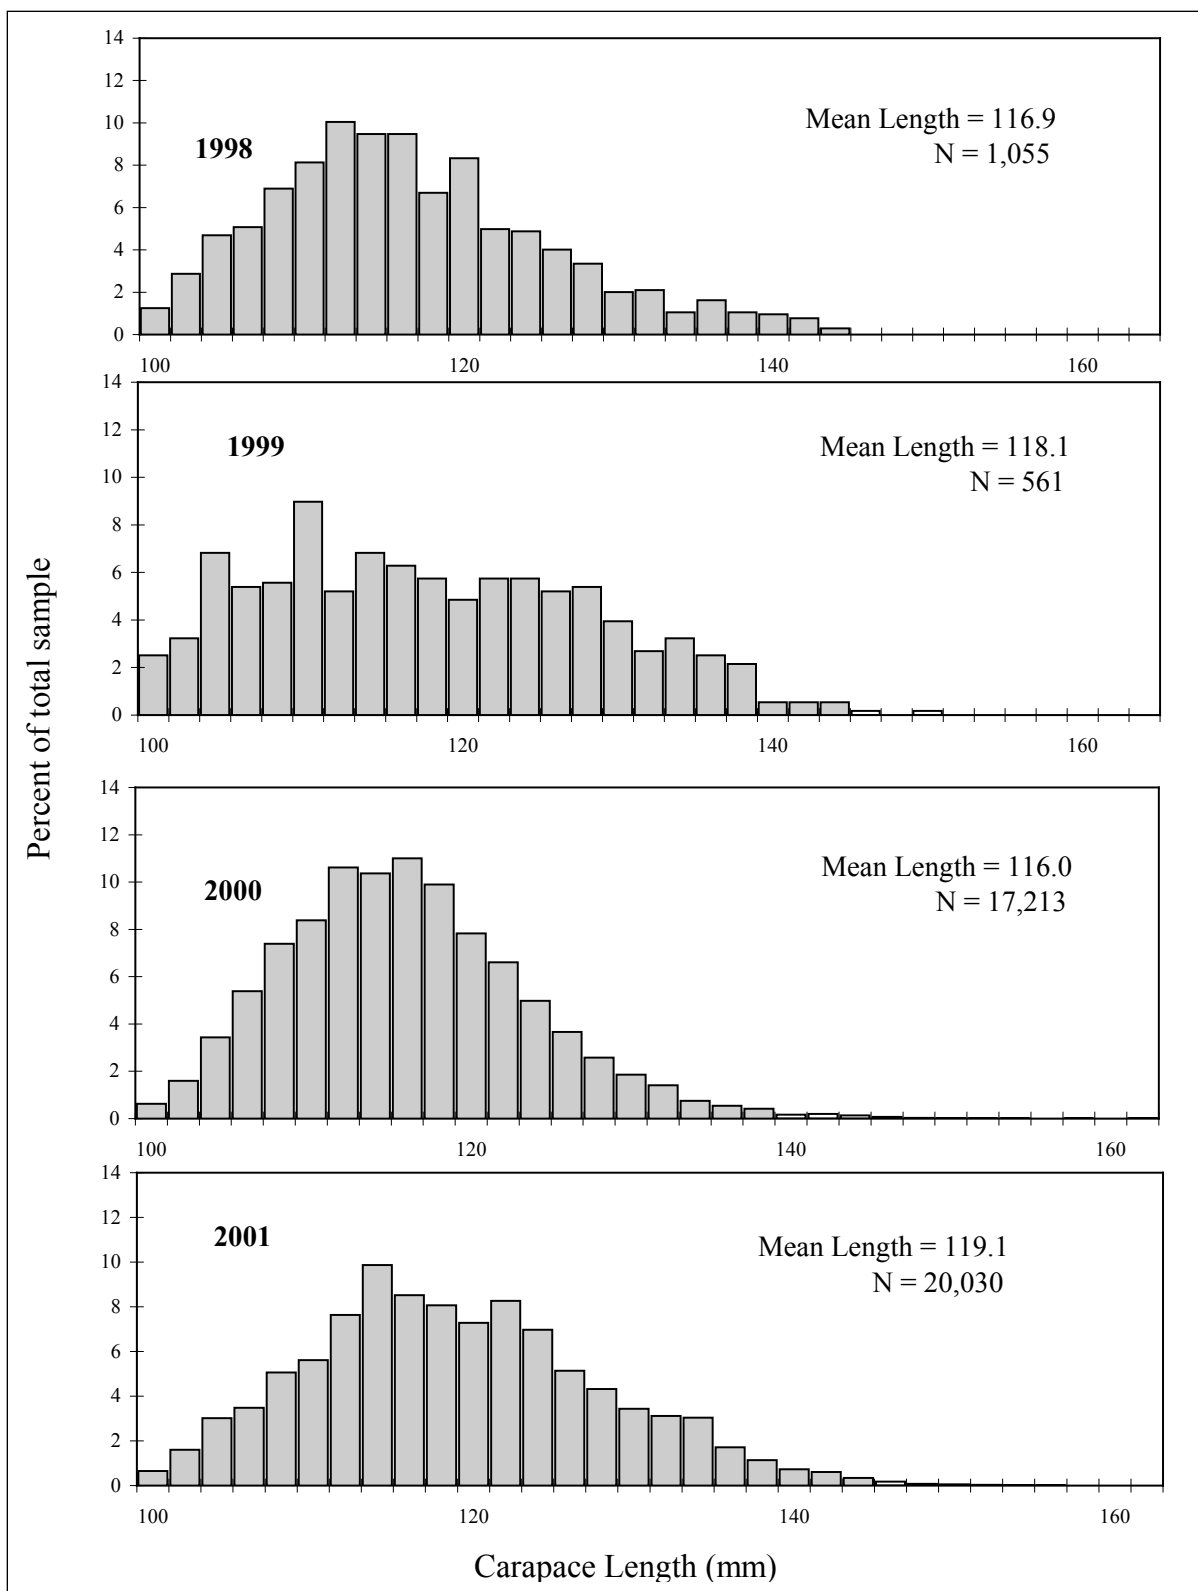 14
12
10
8
6
4
2
0
1998
Mean Length = 116.9
N = 1,055
100 120 140 160
14
12
10
8
6
4
2
0
1999
Mean Length = 118.1
N = 561
100 120 140 160
Percent of total sample
14
12
10
8
6
4
2
0
2000
Mean Length = 116.0
N = 17,213
100 120 140 160
14
12
10
8
6
4
2
0
2001
Mean Length = 119.1
N = 20,030
100 120 140 160
Carapace Length (mm)